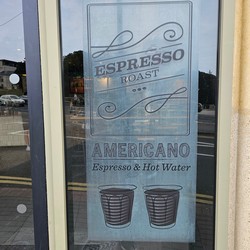 ESPRESSO
ROAST
AMERICANO
Espresso & Hot Water